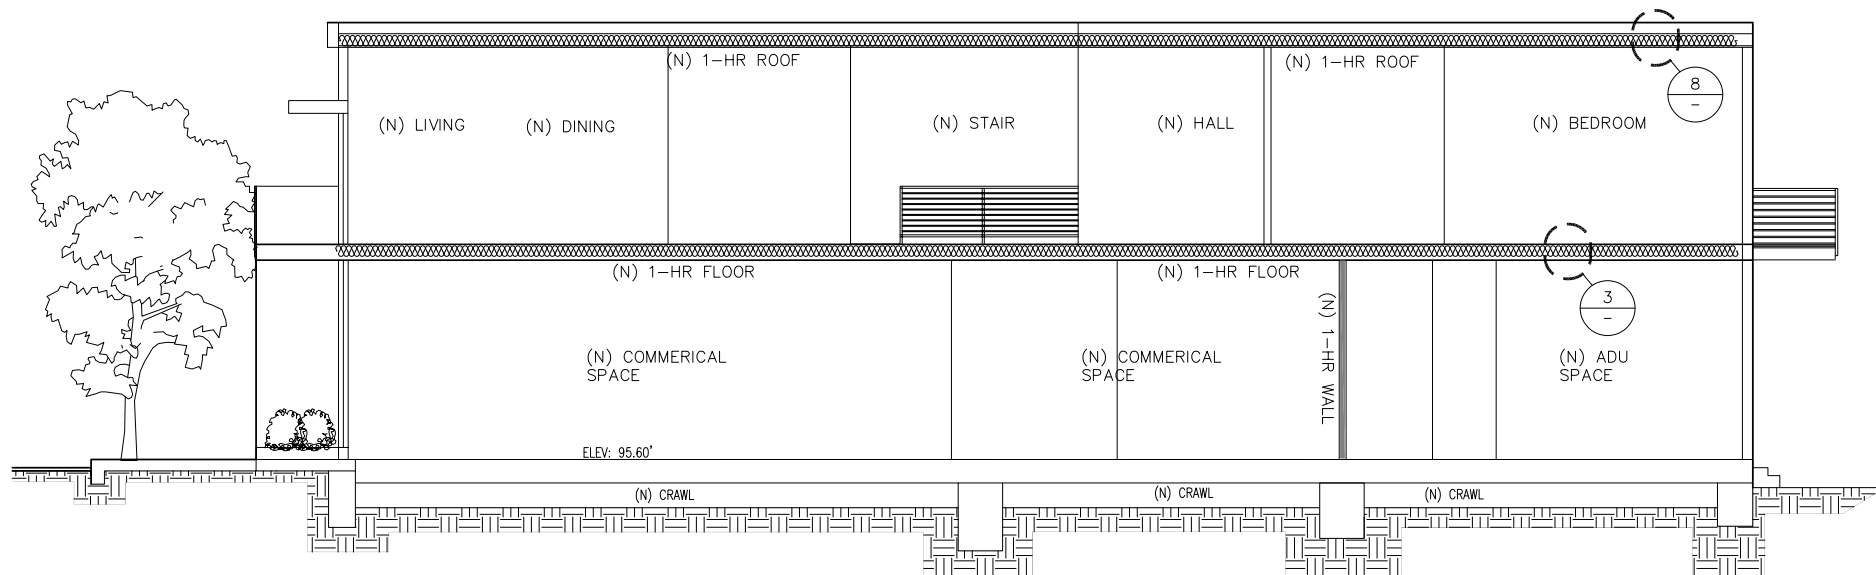 (N) 1-HR ROOF
(N) 1-HR ROOF
8
-
(N) LIVING
(N) DINING
(N) STAIR
(N) HALL
(N) BEDROOM
(N) 1-HR FLOOR
(N) 1-HR FLOOR
3
-
(N) 1-HR WALL
(N) COMMERICAL
SPACE
(N) COMMERICAL
SPACE
(N) ADU
SPACE
ELEV: 95.60'
(N) CRAWL
(N) CRAWL
(N) CRAWL